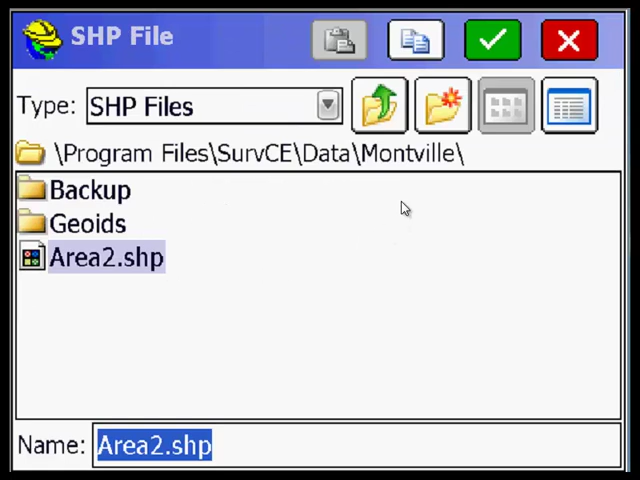 SHP File
Type: SHP Files
\Program Files\SurvCE\Data\Montville\
Backup
Geoids
Area2.shp
Name: Area2.shp